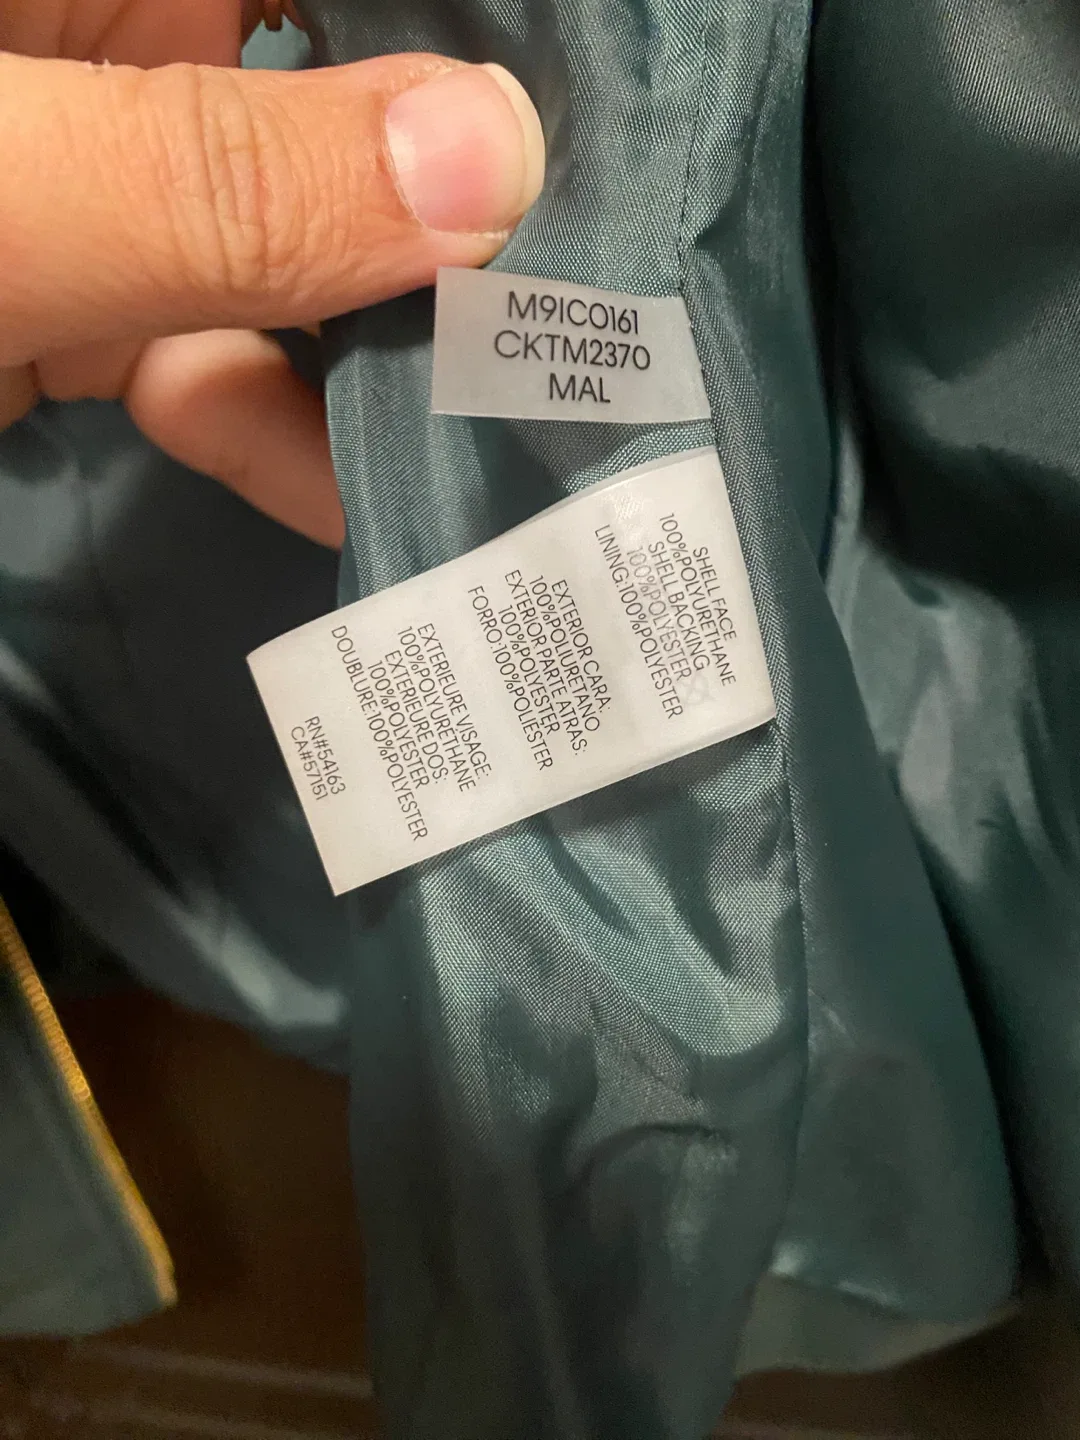 M9IC0161
CKTM2370
MAL
SHELL FACE
100%POLYURETHANE
SHELL BACKING
100%POLYESTER
LINING:100%POLYESTER
EXTERIOR CARA:
100%POLIURETANO
EXTERIOR PARTE ATRAS:
100%POLYESTER
FORRO:100%POLIESTER
EXTERIEURE VISAGE:
100%POLYURETHANE
EXTERIEURE DOS:
100%POLYESTER
DOUBLURE:100%POLYESTER
RN#54163
CA#57151